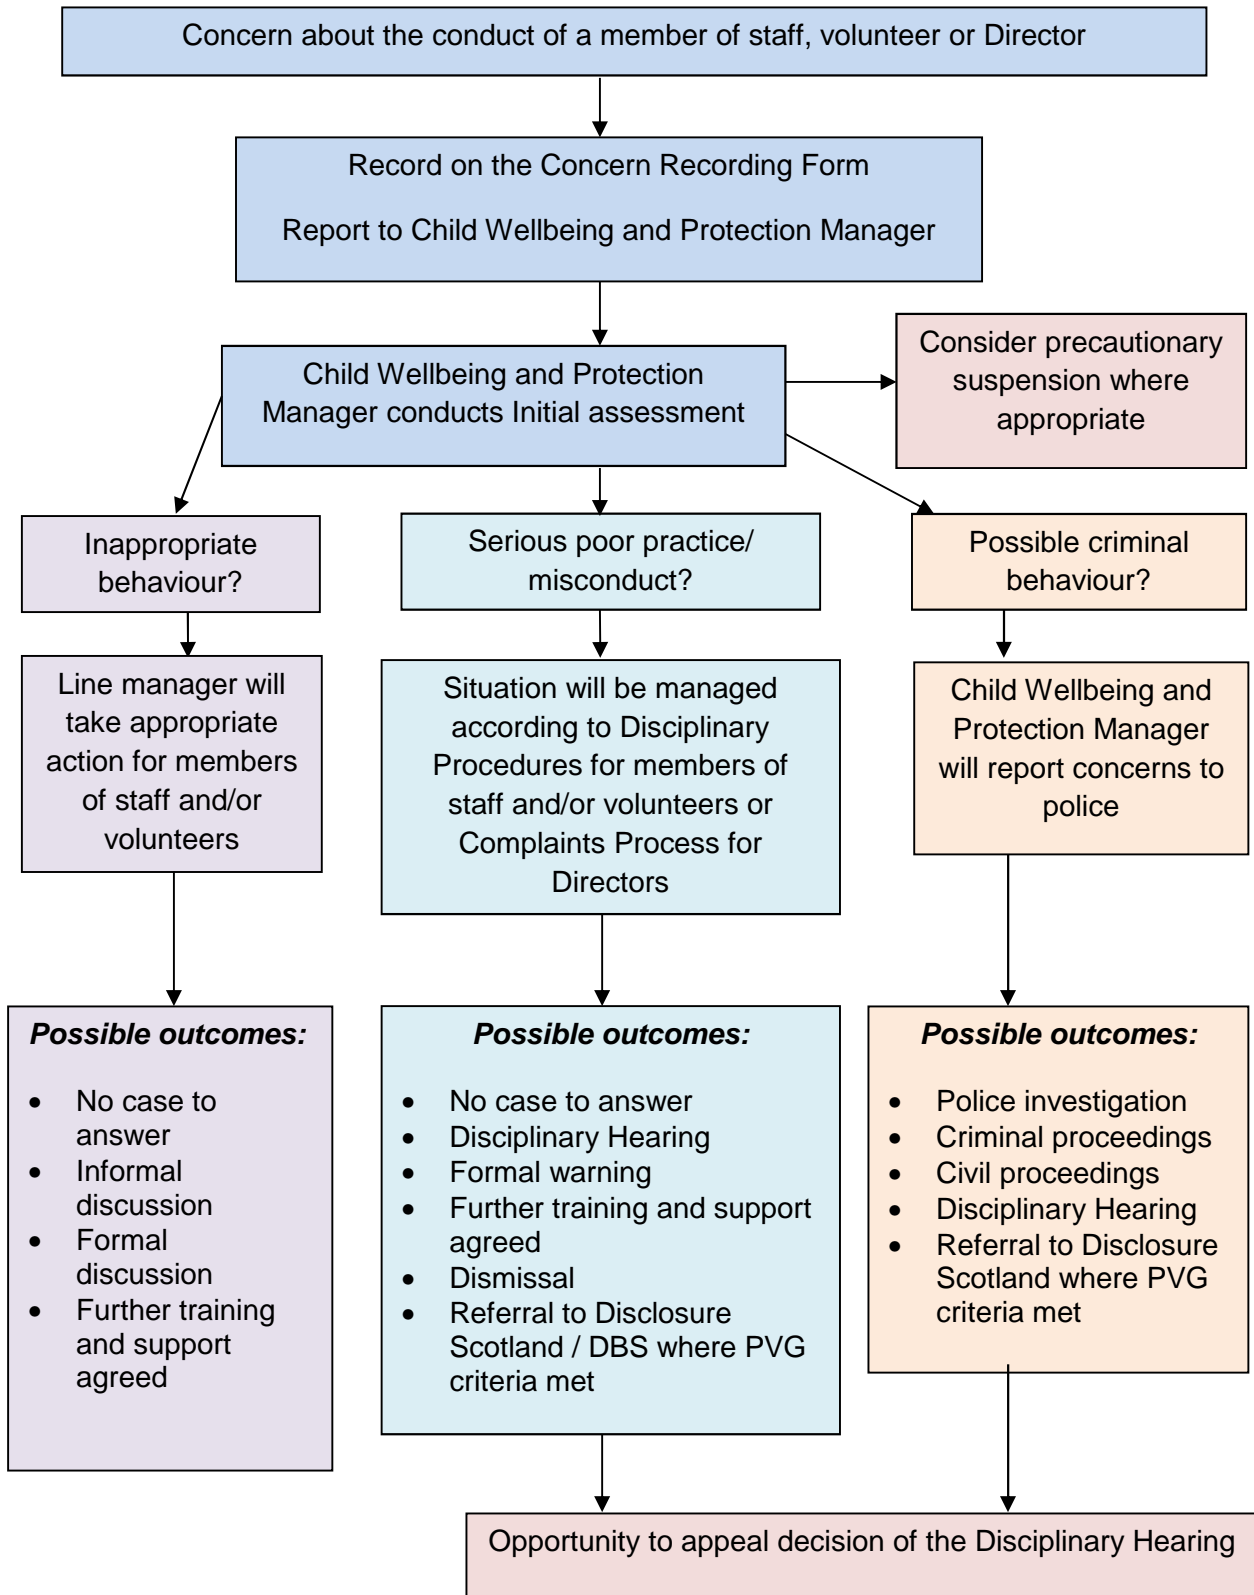 Concern about the conduct of a member of staff, volunteer or Director
Record on the Concern Recording Form
Report to Child Wellbeing and Protection Manager
Child Wellbeing and Protection
Manager conducts Initial assessment
Consider precautionary
suspension where
appropriate
Inappropriate
behaviour?
Serious poor practice/
misconduct?
Possible criminal
behaviour?
Line manager will
take appropriate
action for members
of staff and/or
volunteers
Situation will be managed
according to Disciplinary
Procedures for members of
staff and/or volunteers or
Complaints Process for
Directors
Child Wellbeing and
Protection Manager
will report concerns to
police
Possible outcomes:
• No case to
answer
• Informal
discussion
• Formal
discussion
• Further training
and support
agreed
Possible outcomes:
• No case to answer
• Disciplinary Hearing
• Formal warning
• Further training and support
agreed
• Dismissal
• Referral to Disclosure
Scotland / DBS where PVG
criteria met
Possible outcomes:
• Police investigation
• Criminal proceedings
• Civil proceedings
• Disciplinary Hearing
• Referral to Disclosure
Scotland where PVG
criteria met
Opportunity to appeal decision of the Disciplinary Hearing